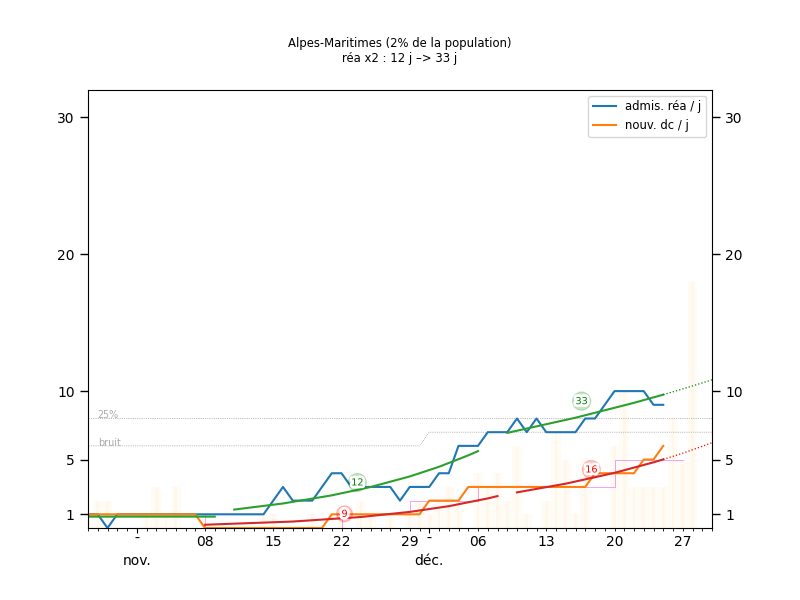 Alpes-Maritimes (2% de la population)
réa x2 : 12 j –> 33 j
admis. réa / j
nouv. dc / j
30
30
20
20
10
10
5
5
1
1
25%
bruit
33
12
16
9
- 08 15 22 29 - 06 13 20 27
nov. déc.